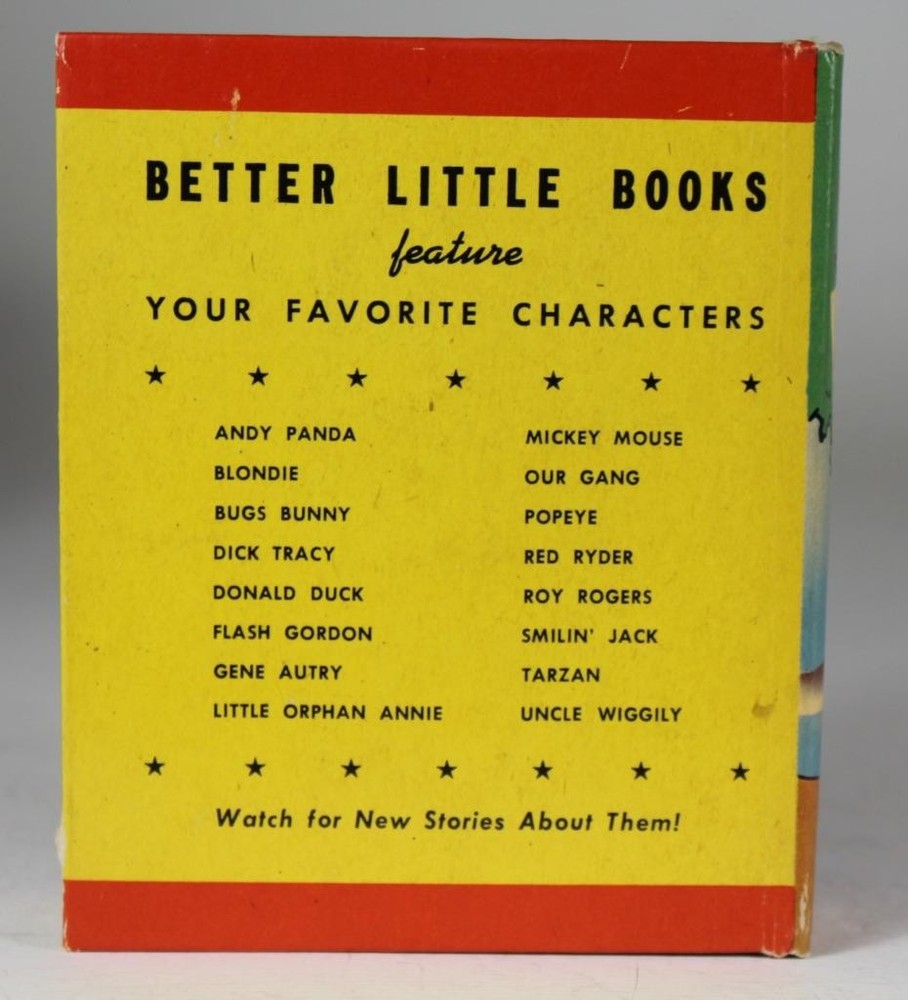 BETTER LITTLE BOOKS
feature
YOUR FAVORITE CHARACTERS
ANDY PANDA
BLONDIE
BUGS BUNNY
DICK TRACY
DONALD DUCK
FLASH GORDON
GENE AUTRY
LITTLE ORPHAN ANNIE
MICKEY MOUSE
OUR GANG
POPEYE
RED RYDER
ROY ROGERS
SMILIN' JACK
TARZAN
UNCLE WIGGILY
Watch for New Stories About Them!